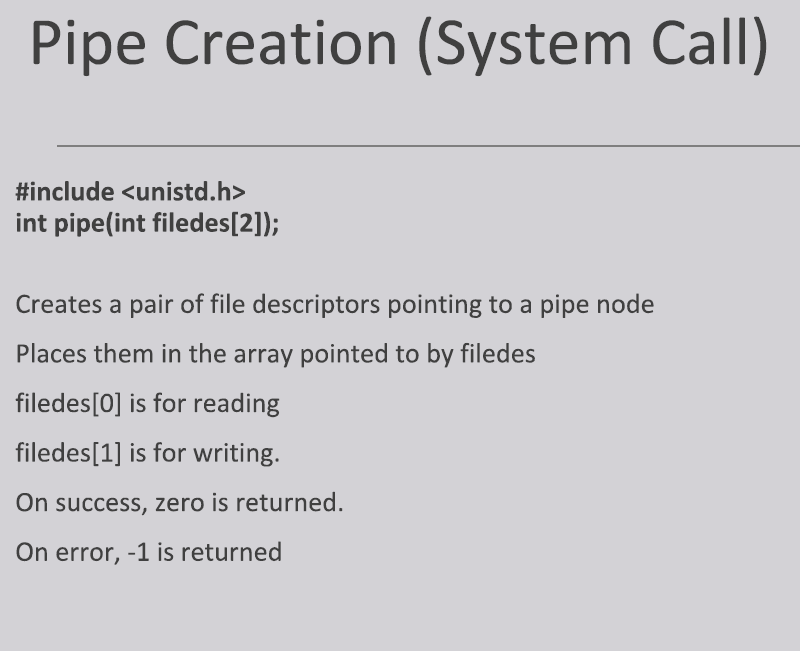 Pipe Creation (System Call)
#include <unistd.h>
int pipe(int filedes[2]);
Creates a pair of file descriptors pointing to a pipe node
Places them in the array pointed to by filedes
filedes[0] is for reading
filedes[1] is for writing.
On success, zero is returned.
On error, -1 is returned